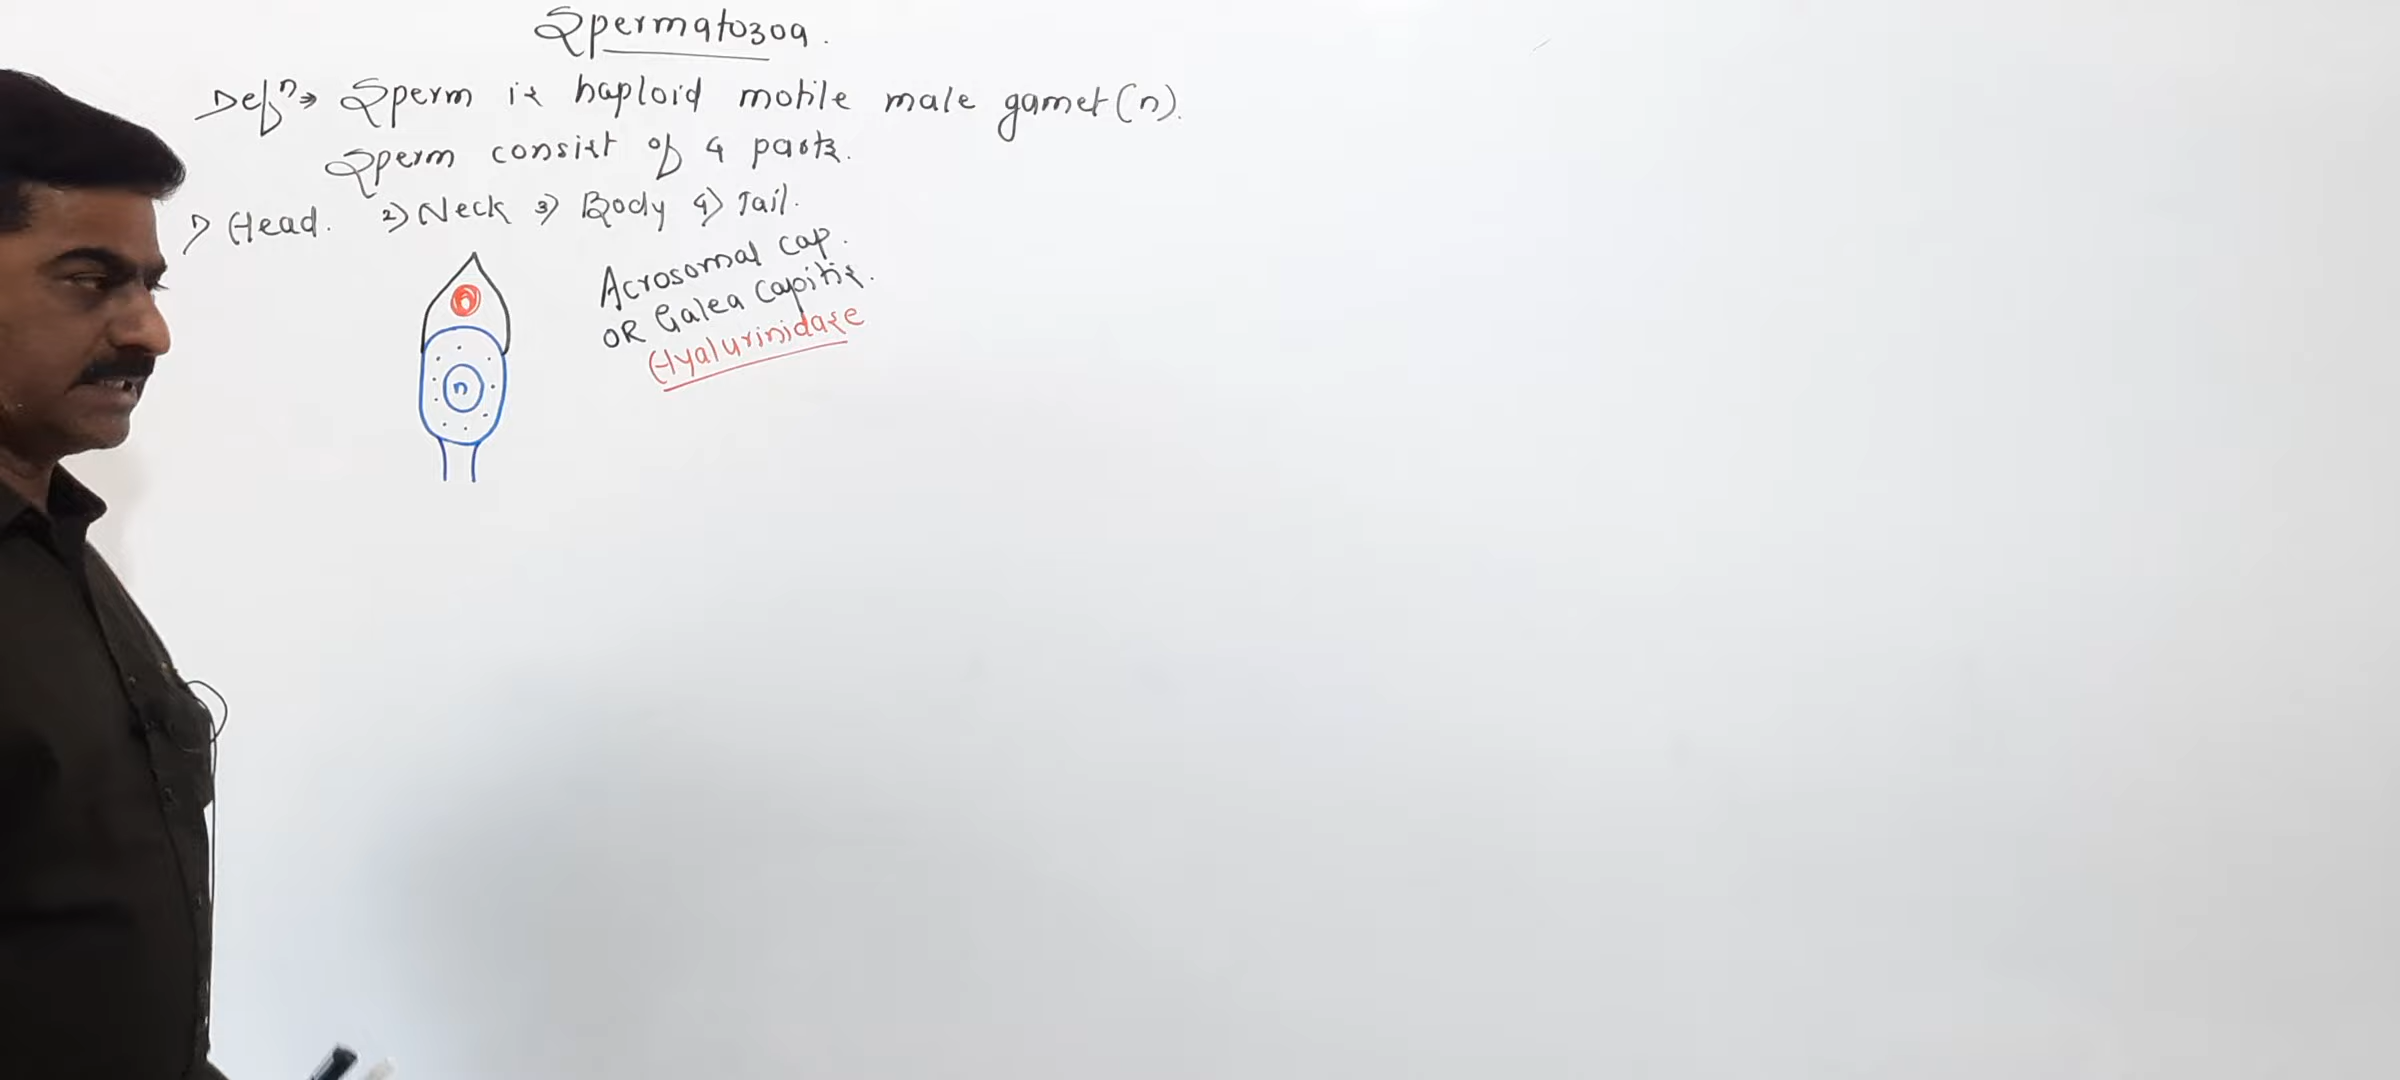 Spermatozoa.
Defn→ Sperm is haploid motile male gamet (n).
Sperm consist of 4 parts.
1) Head. 2) Neck 3) Body 4) Tail.
Acrosomal cap.
OR Galea Capitis.
Hyalurinidase
n